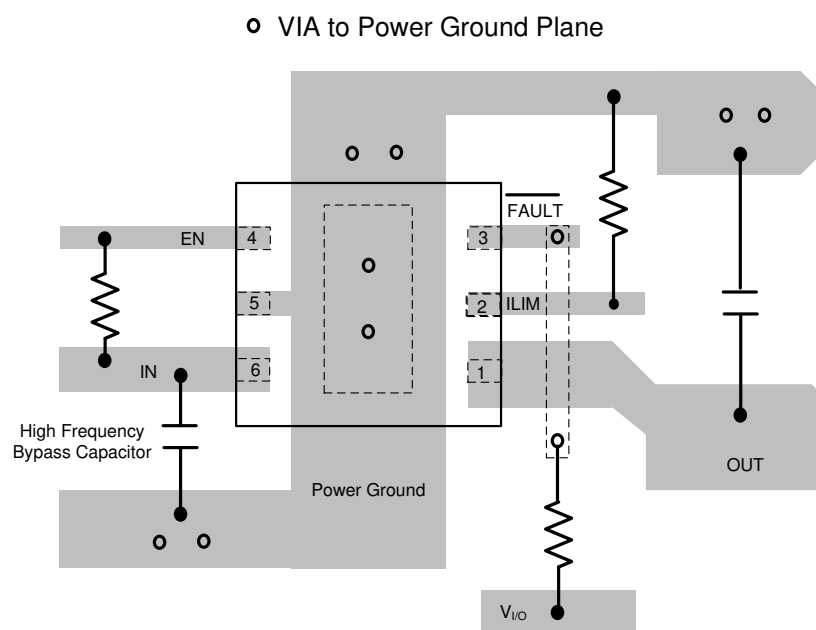 VIA to Power Ground Plane
FAULT
EN
4
3
5
2
ILIM
IN
6
1
High Frequency
Bypass Capacitor
OUT
Power Ground
VI/O